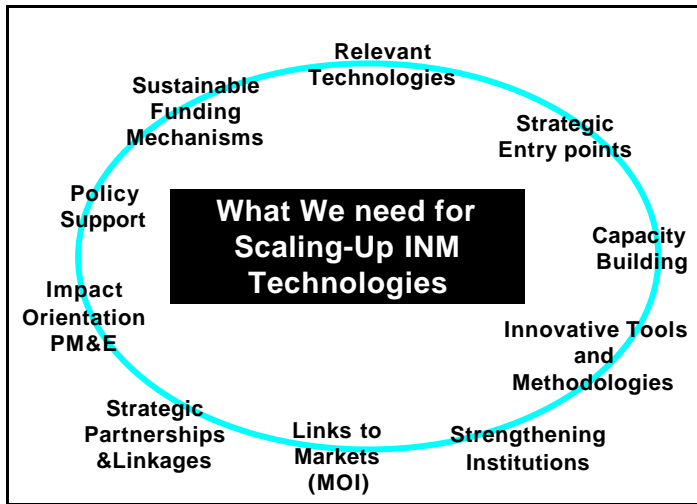 Relevant
Technologies
Sustainable
Funding
Mechanisms
Strategic
Entry points
Policy
Support
What We need for
Scaling-Up INM
Technologies
Capacity
Building
Impact
Orientation
PM&E
Innovative Tools
and
Methodologies
Strategic
Partnerships
&Linkages
Links to
Markets
(MOI)
Strengthening
Institutions